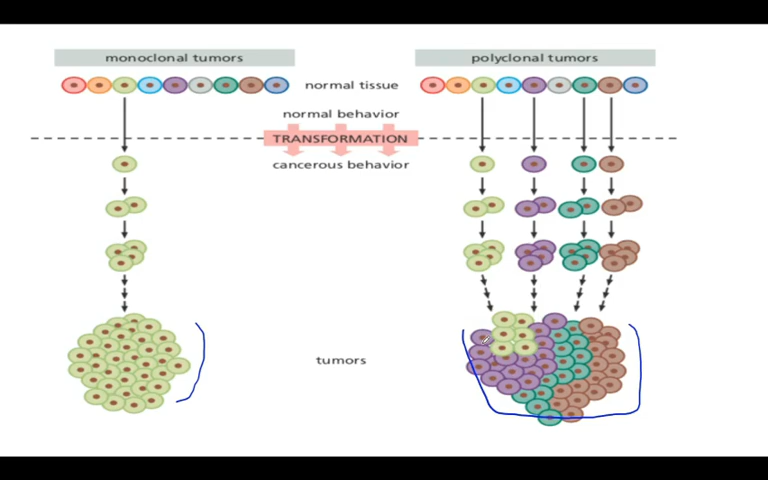 monoclonal tumors
polyclonal tumors
normal tissue
normal behavior
TRANSFORMATION
cancerous behavior
tumors